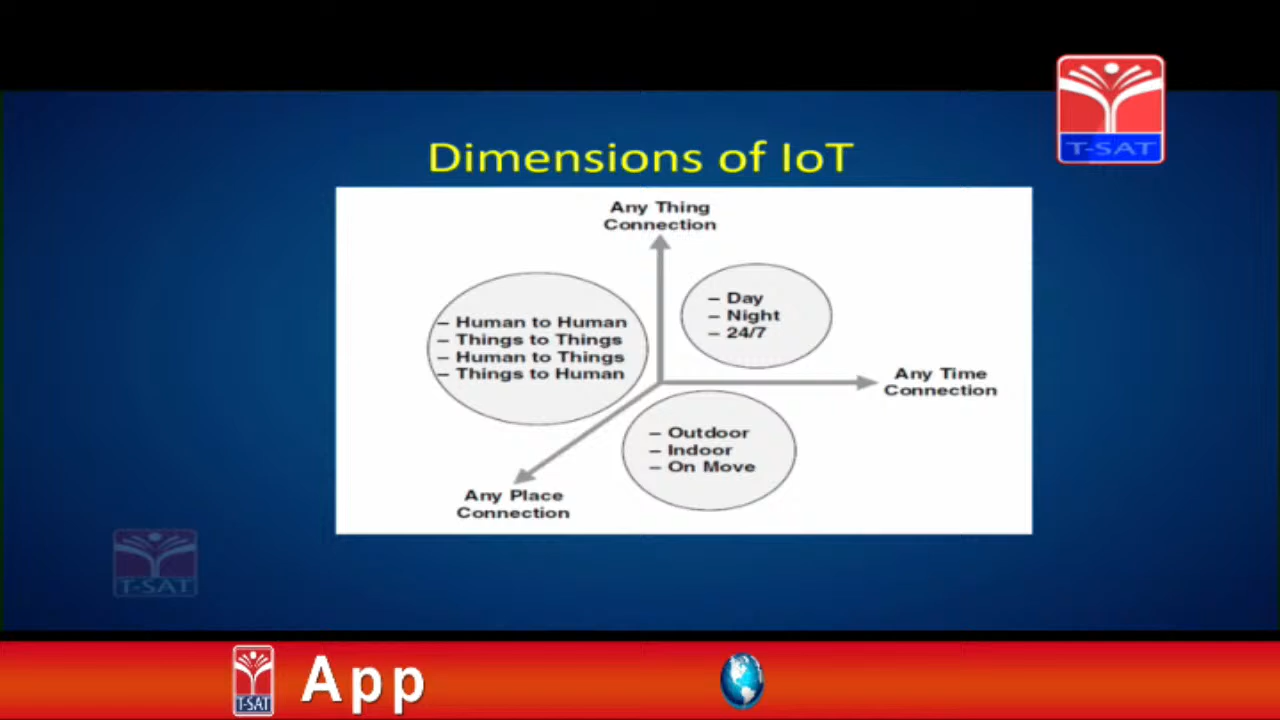 T-SAT
Dimensions of IoT
Any Thing
Connection
– Human to Human
– Things to Things
– Human to Things
– Things to Human
– Day
– Night
– 24/7
Any Time
Connection
– Outdoor
– Indoor
– On Move
Any Place
Connection
T-SAT
T-SAT
App